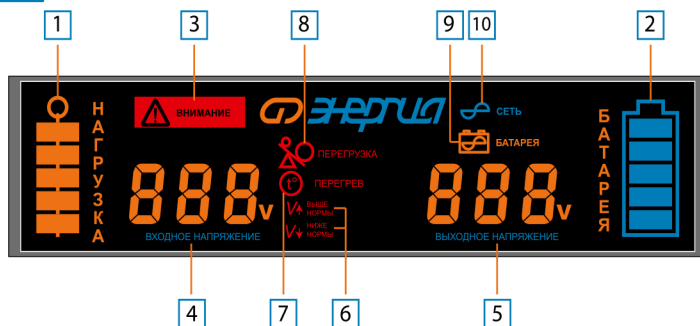 1
3
8
9
10
2
НАГРУЗКА
ВНИМАНИЕ
энергия
СЕТЬ
БАТАРЕЯ
ПЕРЕГРУЗКА
t°
ПЕРЕГРЕВ
V ВЫШЕ
НОРМЫ
V НИЖЕ
НОРМЫ
888v
ВХОДНОЕ НАПРЯЖЕНИЕ
888v
ВЫХОДНОЕ НАПРЯЖЕНИЕ
БАТАРЕЯ
4
7
6
5